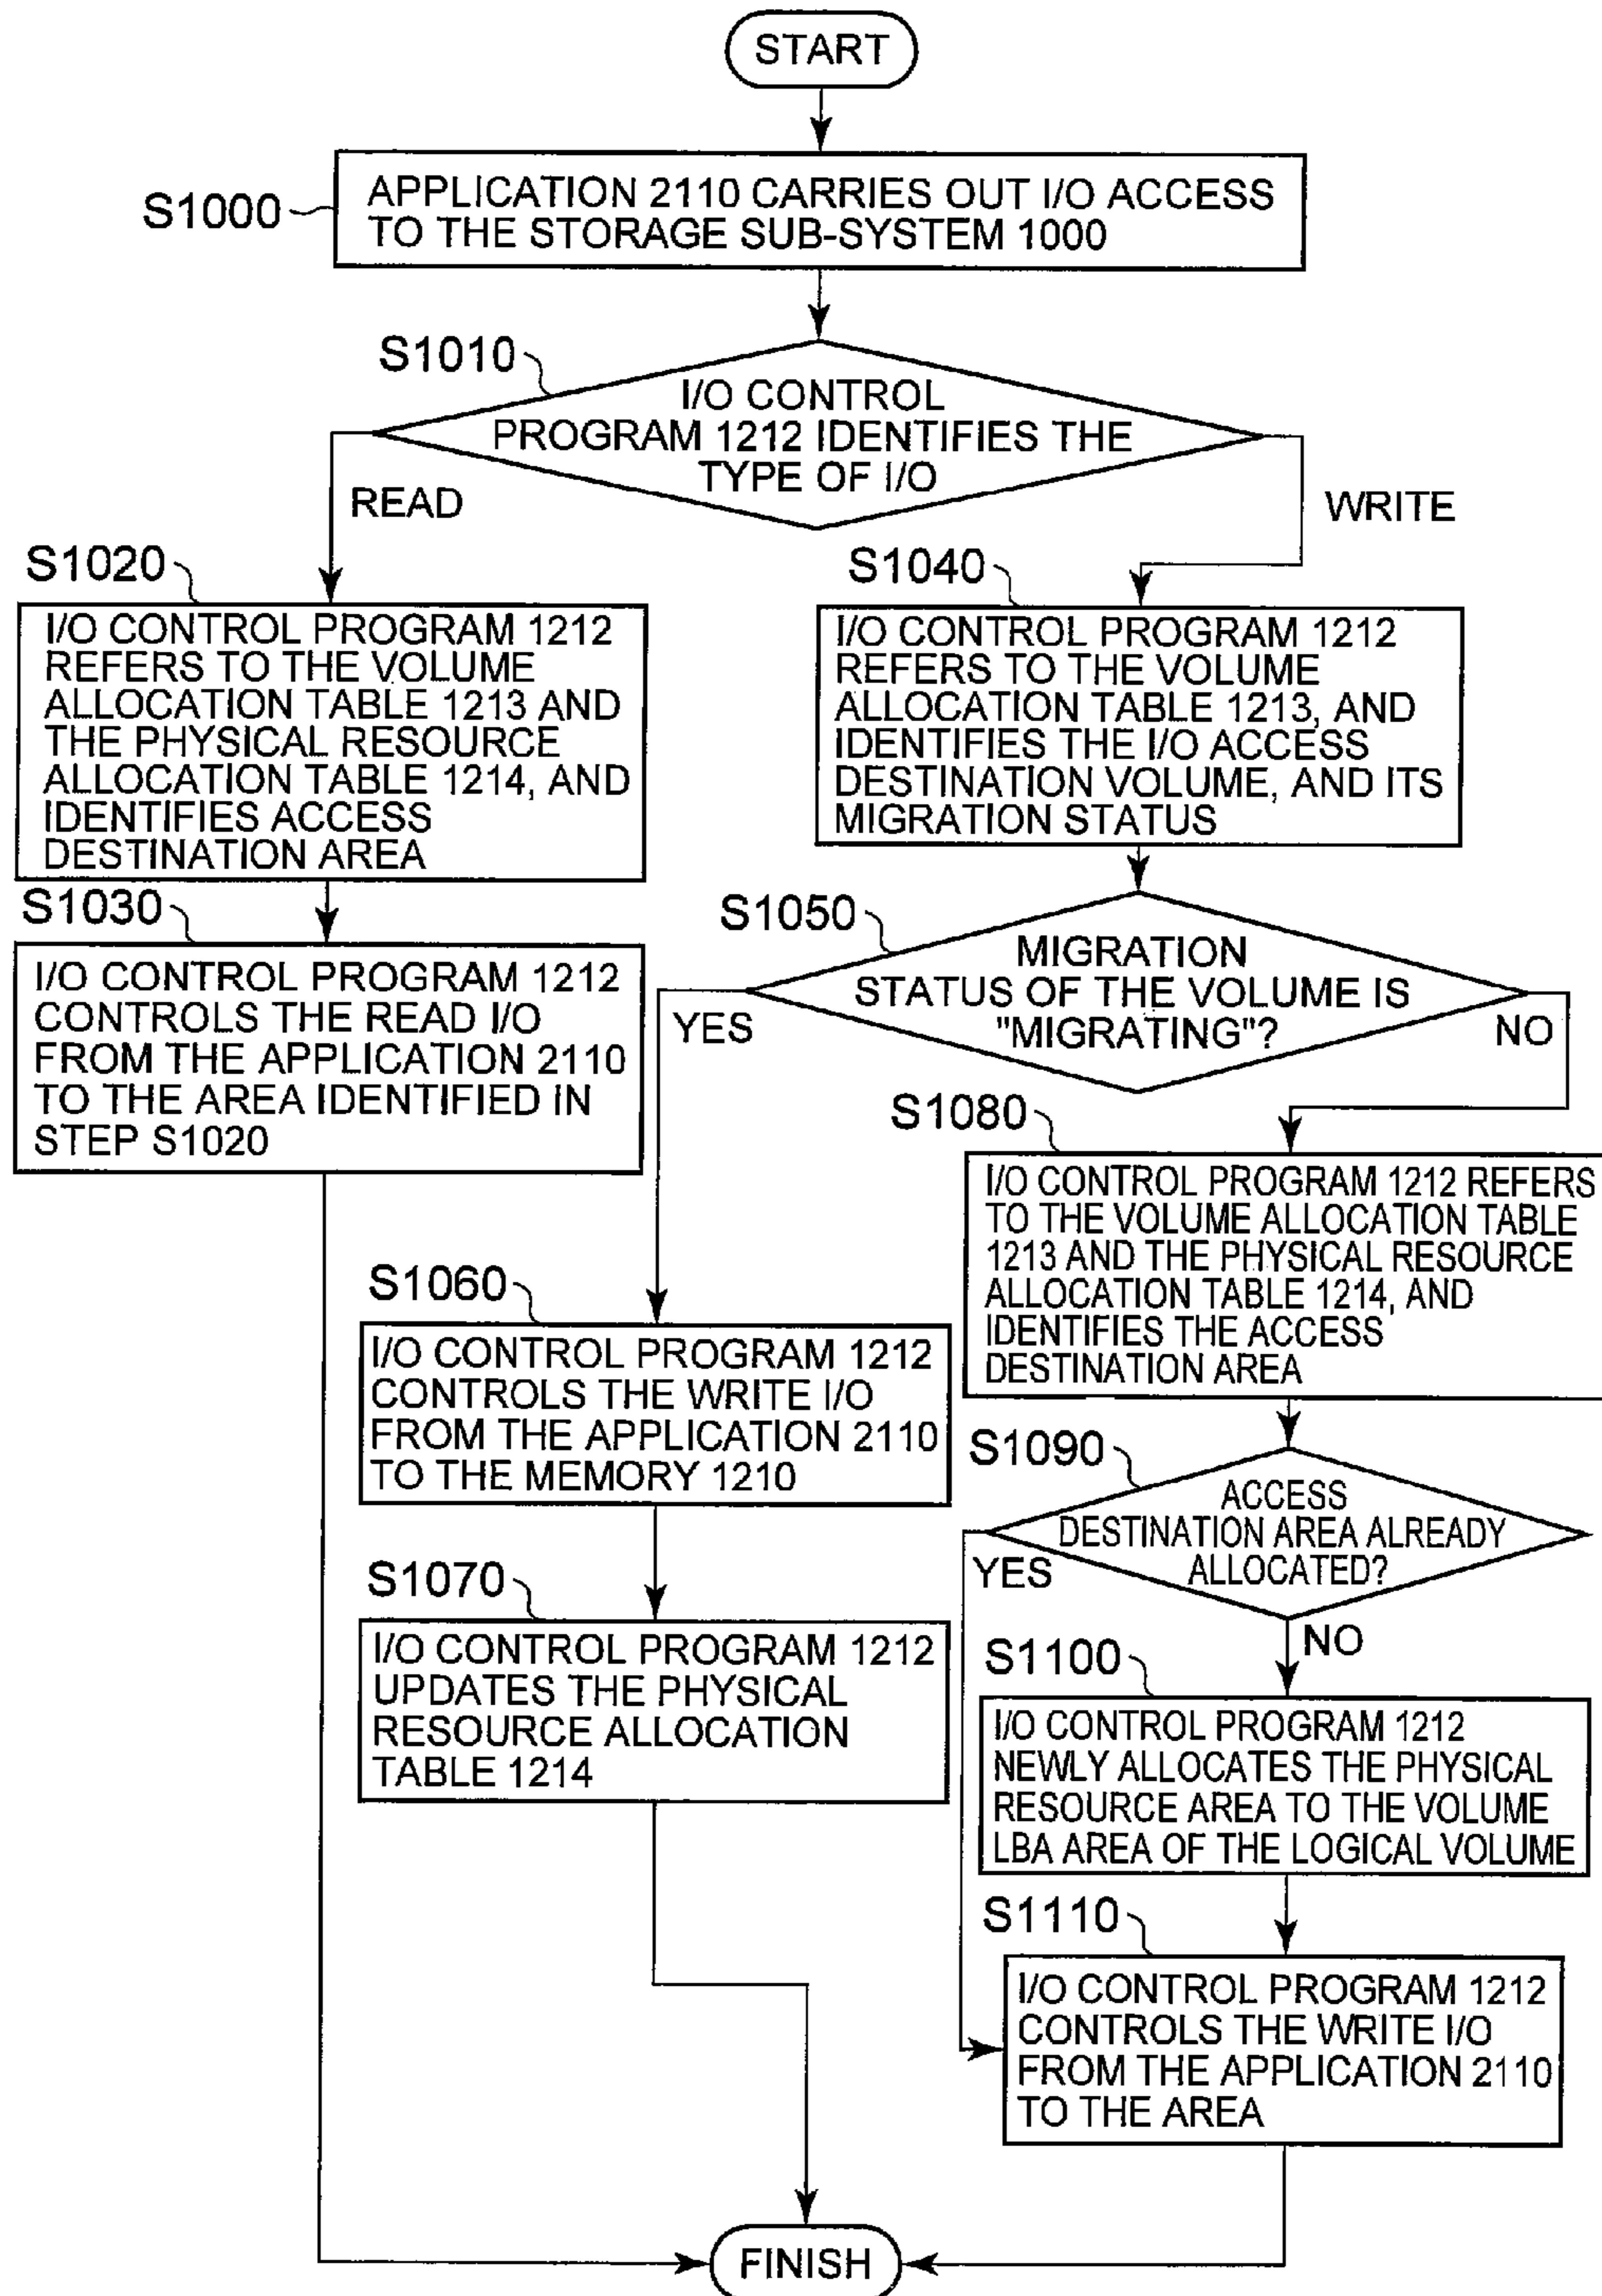 START
S1000
APPLICATION 2110 CARRIES OUT I/O ACCESS
TO THE STORAGE SUB-SYSTEM 1000
S1010
I/O CONTROL
PROGRAM 1212 IDENTIFIES THE
TYPE OF I/O
READ
WRITE
S1020
I/O CONTROL PROGRAM 1212
REFERS TO THE VOLUME
ALLOCATION TABLE 1213 AND
THE PHYSICAL RESOURCE
ALLOCATION TABLE 1214, AND
IDENTIFIES ACCESS
DESTINATION AREA
S1030
I/O CONTROL PROGRAM 1212
CONTROLS THE READ I/O
FROM THE APPLICATION 2110
TO THE AREA IDENTIFIED IN
STEP S1020
S1040
I/O CONTROL PROGRAM 1212
REFERS TO THE VOLUME
ALLOCATION TABLE 1213, AND
IDENTIFIES THE I/O ACCESS
DESTINATION VOLUME, AND ITS
MIGRATION STATUS
S1050
MIGRATION
STATUS OF THE VOLUME IS
"MIGRATING"?
YES
NO
S1060
I/O CONTROL PROGRAM 1212
CONTROLS THE WRITE I/O
FROM THE APPLICATION 2110
TO THE MEMORY 1210
S1070
I/O CONTROL PROGRAM 1212
UPDATES THE PHYSICAL
RESOURCE ALLOCATION
TABLE 1214
S1080
I/O CONTROL PROGRAM 1212 REFERS
TO THE VOLUME ALLOCATION TABLE
1213 AND THE PHYSICAL RESOURCE
ALLOCATION TABLE 1214, AND
IDENTIFIES THE ACCESS
DESTINATION AREA
S1090
ACCESS
DESTINATION AREA ALREADY
ALLOCATED?
YES
NO
S1100
I/O CONTROL PROGRAM 1212
NEWLY ALLOCATES THE PHYSICAL
RESOURCE AREA TO THE VOLUME
LBA AREA OF THE LOGICAL VOLUME
S1110
I/O CONTROL PROGRAM 1212
CONTROLS THE WRITE I/O
FROM THE APPLICATION 2110
TO THE AREA
FINISH